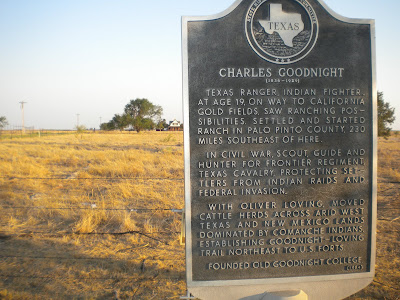 TEXAS
CHARLES GOODNIGHT
(1836-1929)
TEXAS RANGER, INDIAN FIGHTER.
AT AGE 19, ON WAY TO CALIFORNIA
GOLD FIELDS, SAW RANCHING POS-
SIBILITIES. SETTLED AND STARTED
RANCH IN PALO PINTO COUNTY, 230
MILES SOUTHEAST OF HERE.
IN CIVIL WAR, SCOUT, GUIDE AND
HUNTER FOR FRONTIER REGIMENT,
TEXAS CAVALRY, PROTECTING SET-
TLERS FROM INDIAN RAIDS AND
FEDERAL INVASION.
WITH OLIVER LOVING, MOVED
CATTLE HERDS ACROSS ARID WEST
TEXAS AND NEW MEXICO LANDS
DOMINATED BY COMANCHE INDIANS,
ESTABLISHING GOODNIGHT-LOVING
TRAIL NORTHEAST TO U.S. FORTS.
FOUNDED OLD GOODNIGHT COLLEGE.